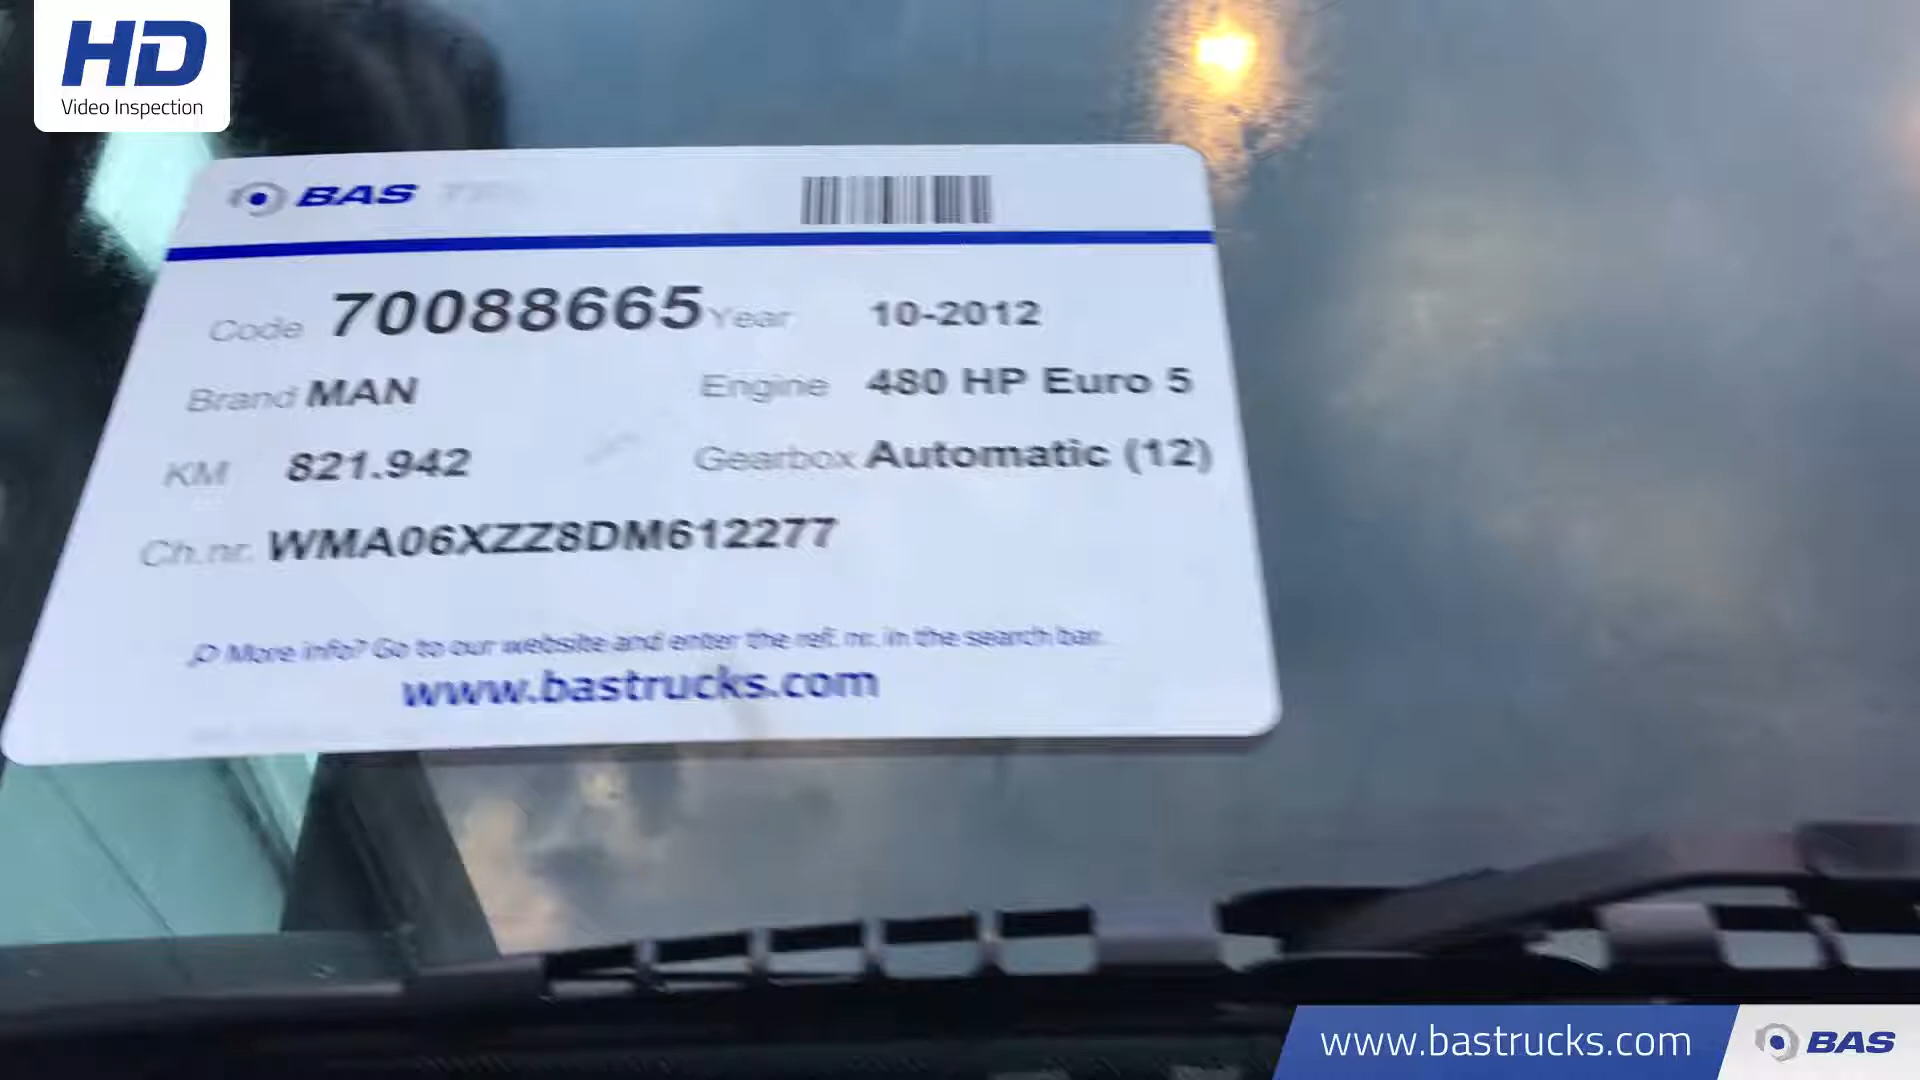 HD
Video Inspection
BAS
Code 70088665 Year 10-2012
Brand MAN Engine 480 HP Euro 5
KM 821.942 Gearbox Automatic (12)
Ch.nr. WMA06XZZ8DM612277
More info? Go to our website and enter the ref. nr. in the search bar.
www.bastrucks.com
www.bastrucks.com BAS